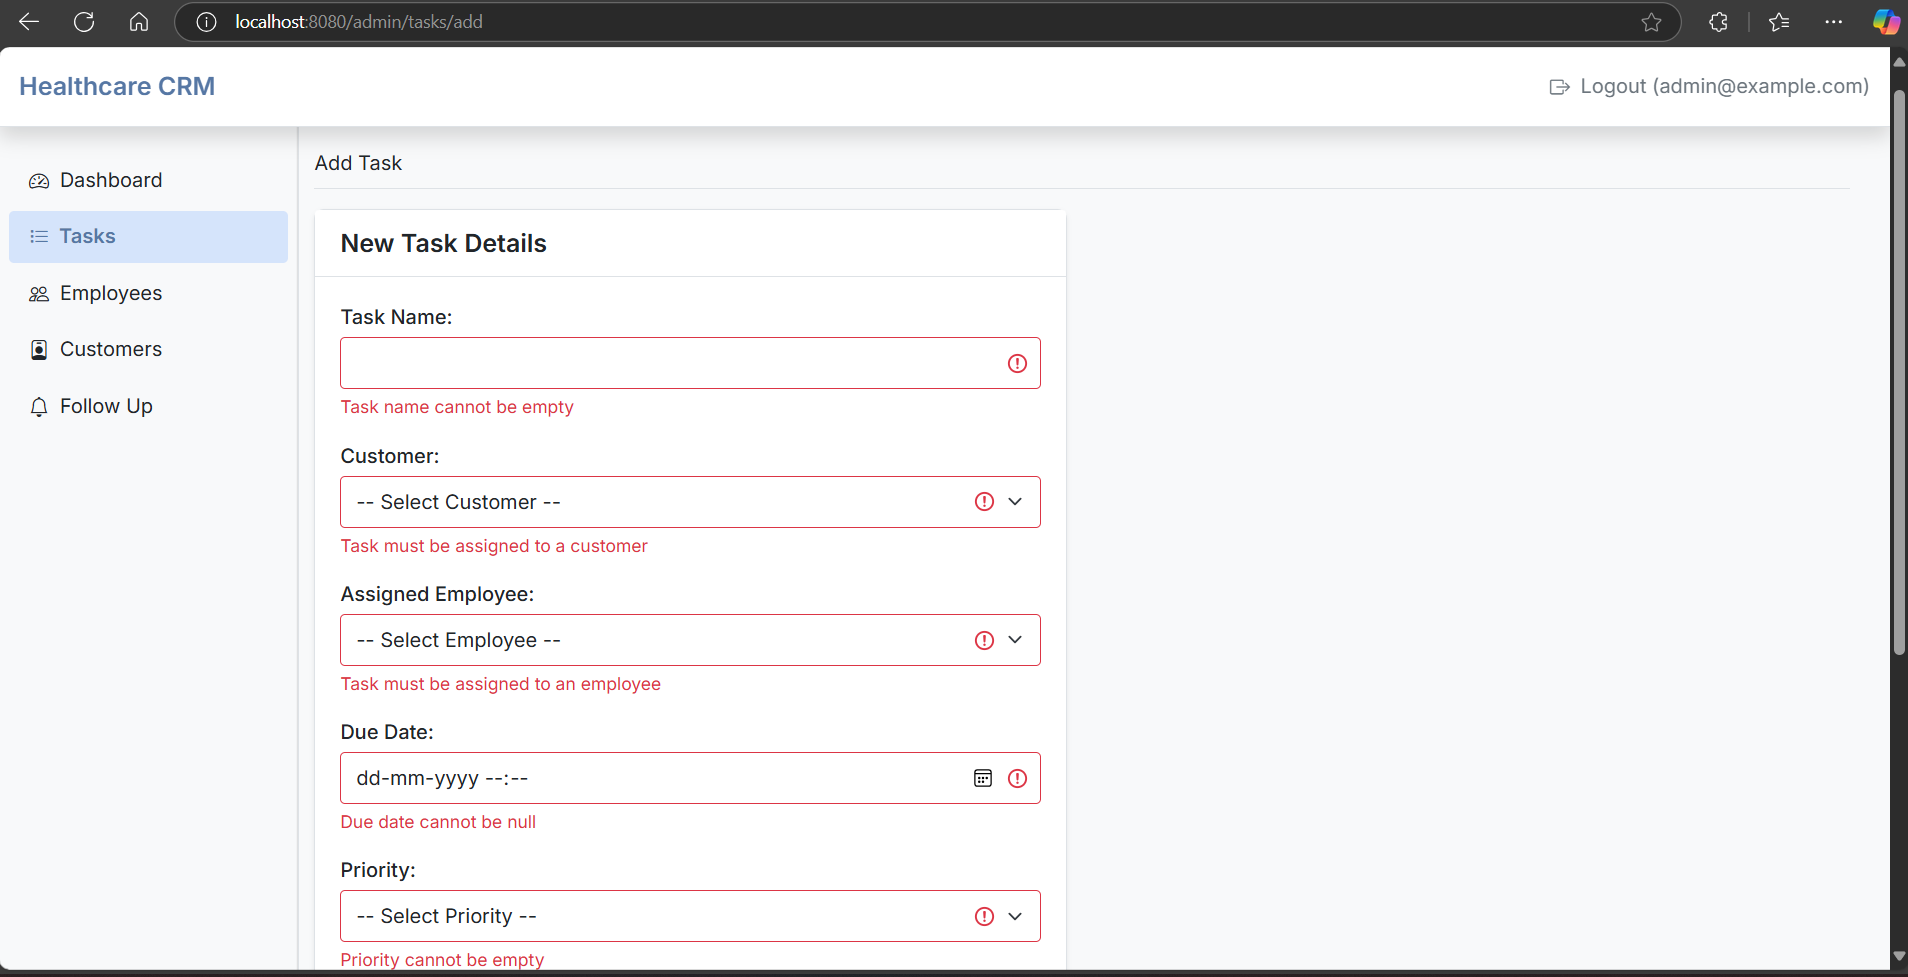 localhost:8080/admin/tasks/add
Healthcare CRM
Logout (admin@example.com)
Dashboard
Tasks
Employees
Customers
Follow Up
Add Task
New Task Details
Task Name:
Task name cannot be empty
Customer:
-- Select Customer --
Task must be assigned to a customer
Assigned Employee:
-- Select Employee --
Task must be assigned to an employee
Due Date:
dd-mm-yyyy --:--
Due date cannot be null
Priority:
-- Select Priority --
Priority cannot be empty